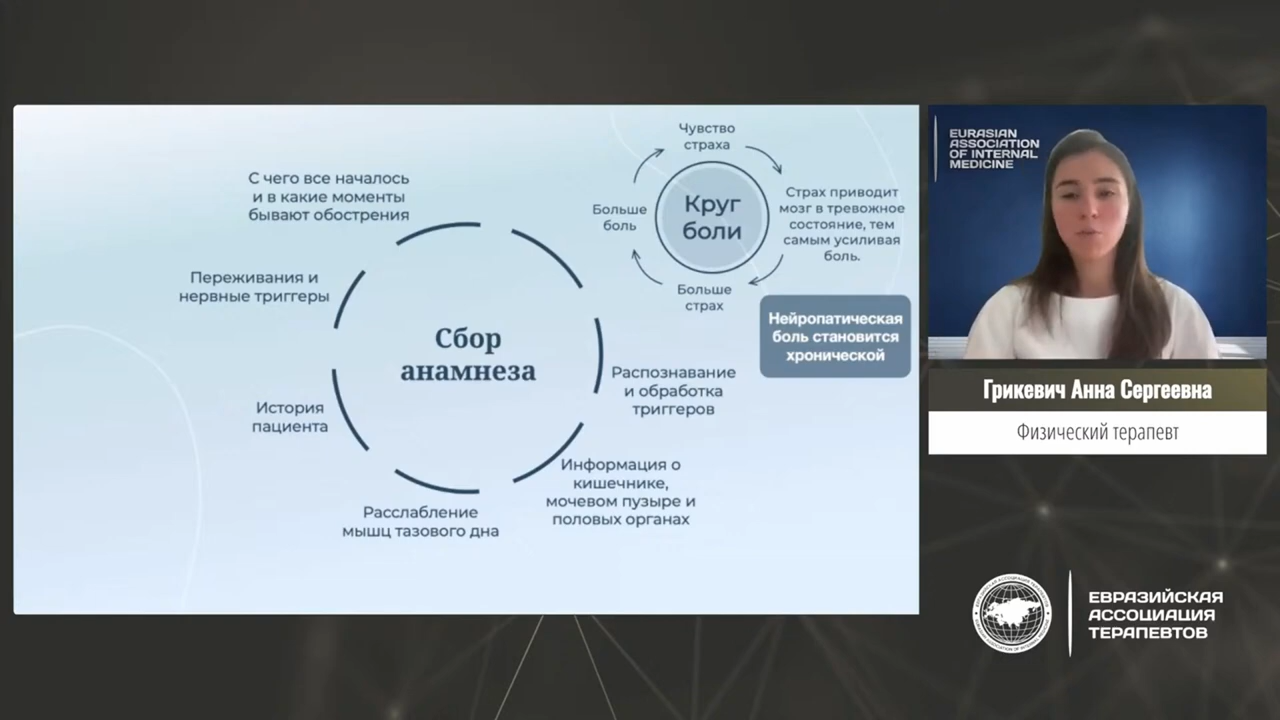 Чувство
страха
Страх приводит
мозг в тревожное
состояние, тем
самым усиливая
боль.
Больше
страх
Больше
боль
Круг
боли
Нейропатическая
боль становится
хронической
С чего все началось
и в какие моменты
бывают обострения
Переживания и
нервные триггеры
История
пациента
Расслабление
мышц тазового дна
Информация о
кишечнике,
мочевом пузыре и
половых органах
Распознавание
и обработка
триггеров
Сбор
анамнеза
EURASIAN
ASSOCIATION
OF INTERNAL
MEDICINE
Грикевич Анна Сергеевна
Физический терапевт
ЕВРАЗИЙСКАЯ
АССОЦИАЦИЯ
ТЕРАПЕВТОВ